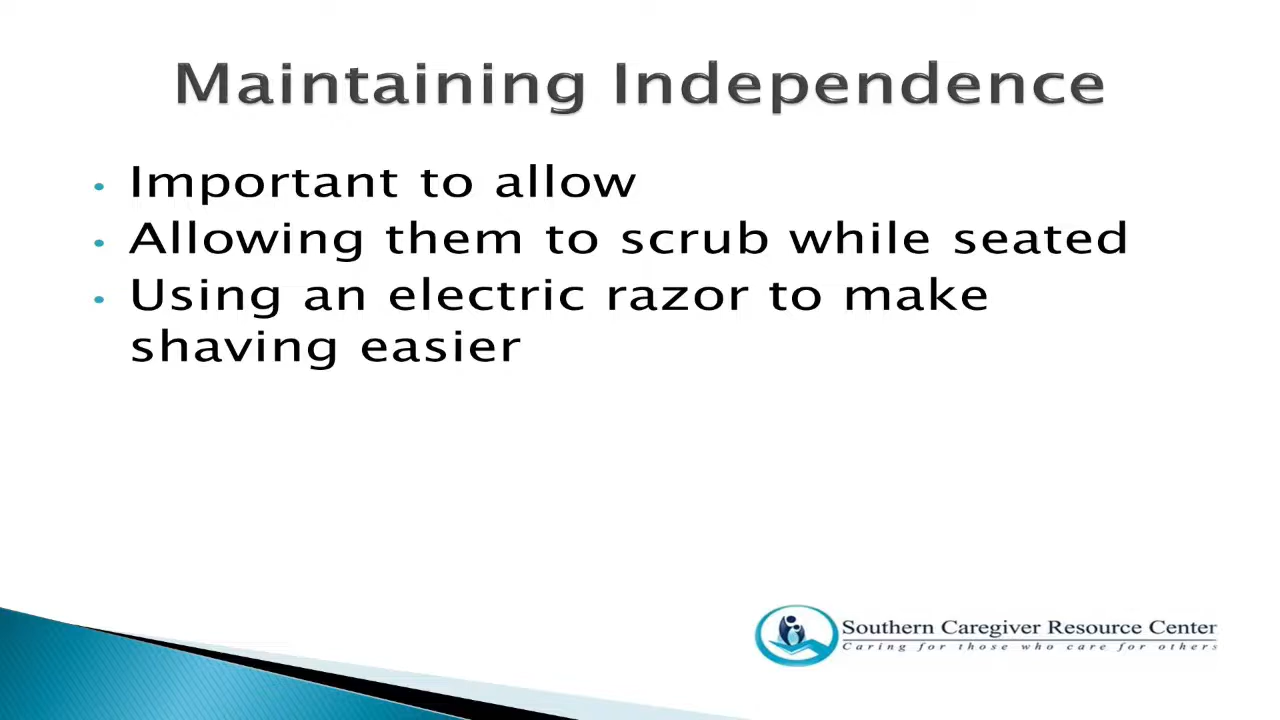 Maintaining Independence
• Important to allow
• Allowing them to scrub while seated
• Using an electric razor to make
shaving easier
Southern Caregiver Resource Center
Caring for those who care for others